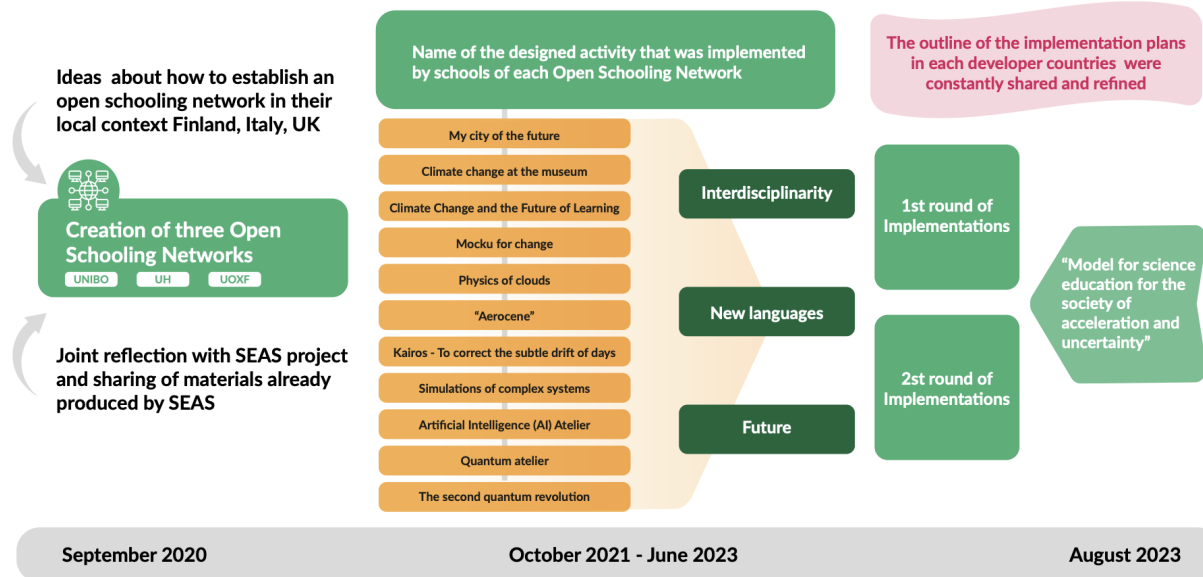 Ideas about how to establish an
open schooling network in their
local context Finland, Italy, UK
Creation of three Open
Schooling Networks
UNIBO UH UOXF
Joint reflection with SEAS project
and sharing of materials already
produced by SEAS
Name of the designed activity that was implemented
by schools of each Open Schooling Network
My city of the future
Climate change at the museum
Climate Change and the Future of Learning
Mocku for change
Physics of clouds
“Aerocene”
Kairos - To correct the subtle drift of days
Simulations of complex systems
Artificial Intelligence (AI) Atelier
Quantum atelier
The second quantum revolution
Interdisciplinarity
New languages
Future
The outline of the implementation plans
in each developer countries were
constantly shared and refined
1st round of
Implementations
2st round of
Implementations
“Model for science
education for the
society of
acceleration and
uncertainty”
September 2020
October 2021 - June 2023
August 2023